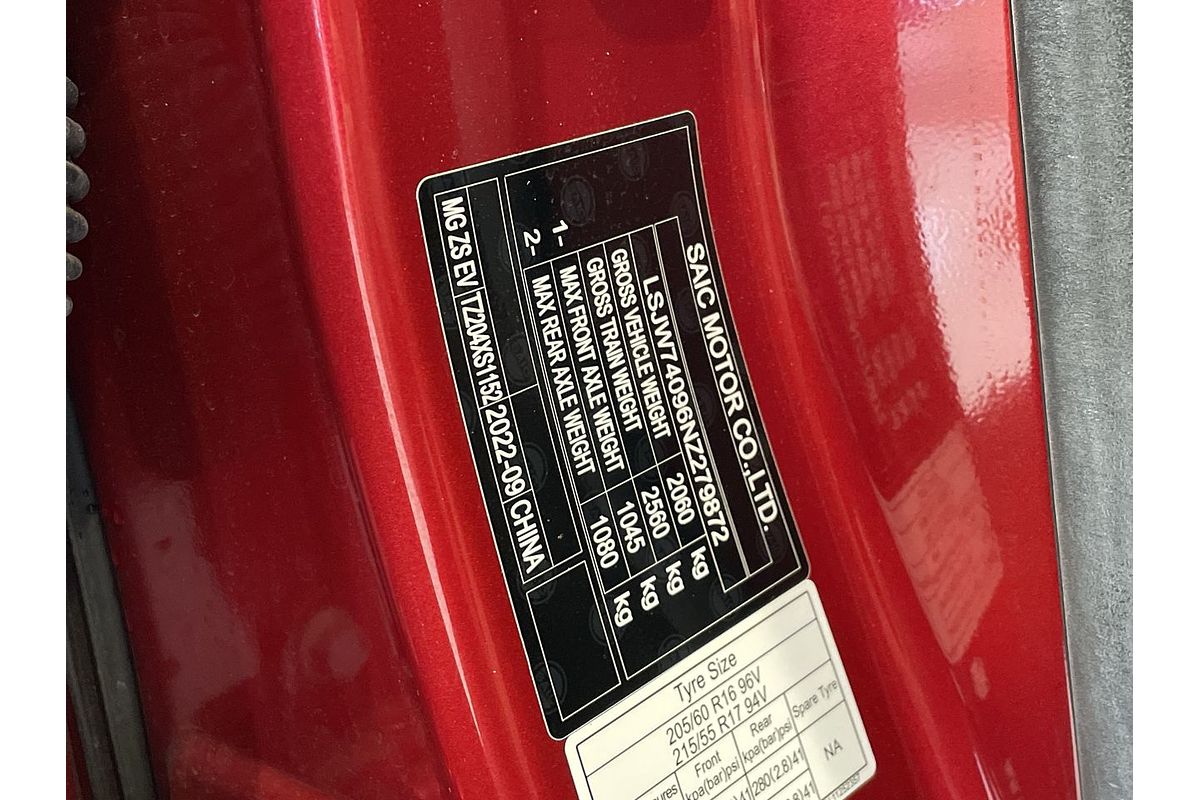 SAIC MOTOR CO.,LTD.
LSJW74096NZ279872
GROSS VEHICLE WEIGHT 2060 kg
GROSS TRAIN WEIGHT 2560 kg
1- MAX FRONT AXLE WEIGHT 1045 kg
2- MAX REAR AXLE WEIGHT 1080 kg
MG ZS EV TZ204XS1152 2022-09 CHINA
Tyre Size
205/60 R16 96V
215/55 R17 94V
Front Rear Spare Tyre
kpa(bar)psi kpa(bar)psi
280(2.8)41 NA